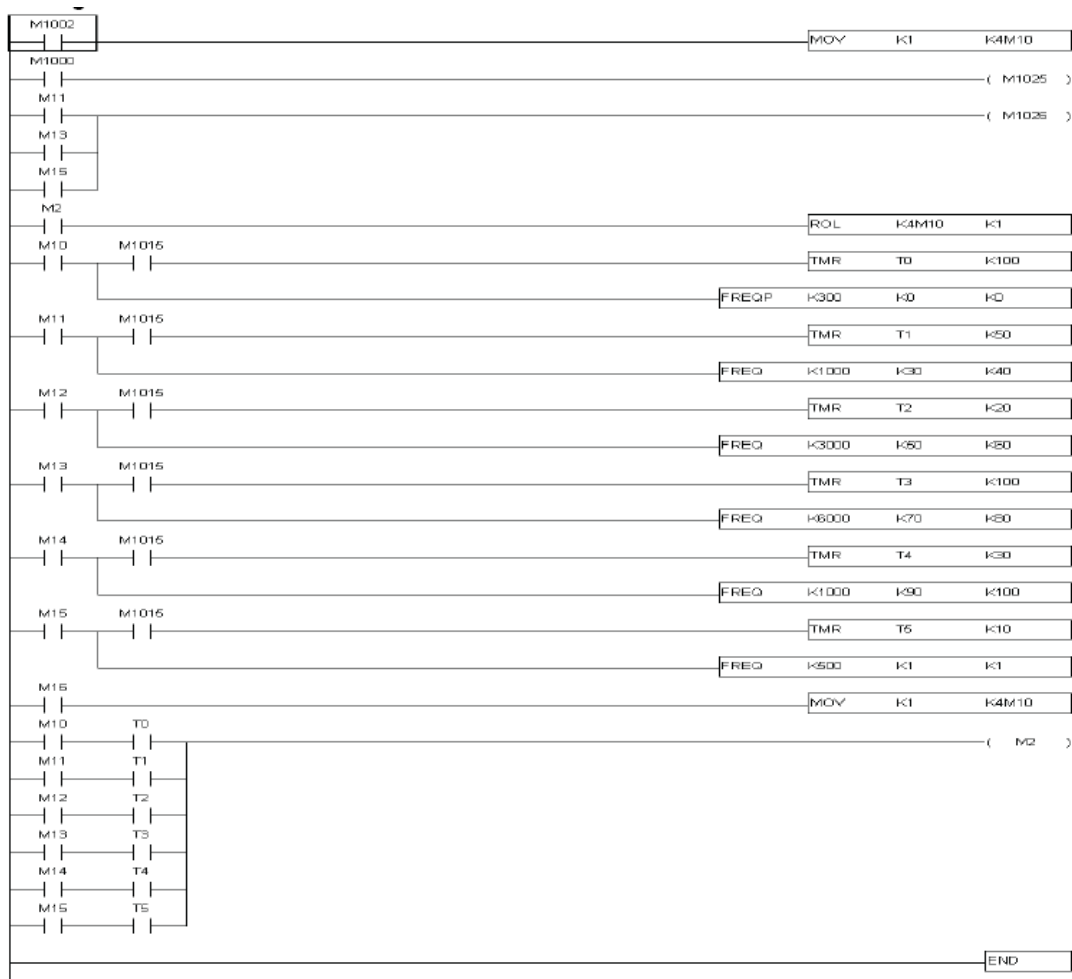 M1002
MOV K1 K4M10
M1000
( M1025 )
M11
( M1026 )
M13
M15
M2
ROL K4M10 K1
M10 M1015
TMR T0 K100
FREQP K300 K0 K0
M11 M1015
TMR T1 K50
FREQ K1000 K30 K40
M12 M1015
TMR T2 K20
FREQ K3000 K60
M13 M1015
TMR T3 K100
FREQ K6000 K70 K80
M14 M1015
TMR T4 K30
FREQ K1000 K90 K100
M15 M1015
TMR T5 K10
FREQ K500 K1 K1
M16
MOV K1 K4M10
M10 T0
( M2 )
M11 T1
M12 T2
M13 T3
M14 T4
M15 T5
END